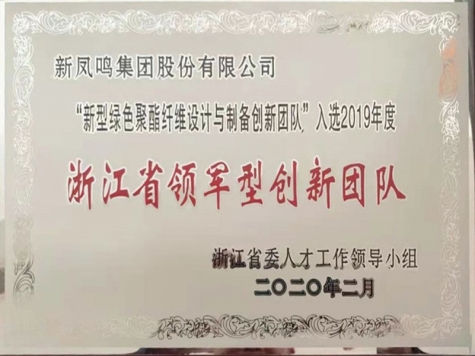 新凤鸣集团股份有限公司
“新型绿色聚酯纤维设计与制备创新团队”入选2019年度
浙江省领军型创新团队
浙江省委人才工作领导小组
二〇二〇年二月